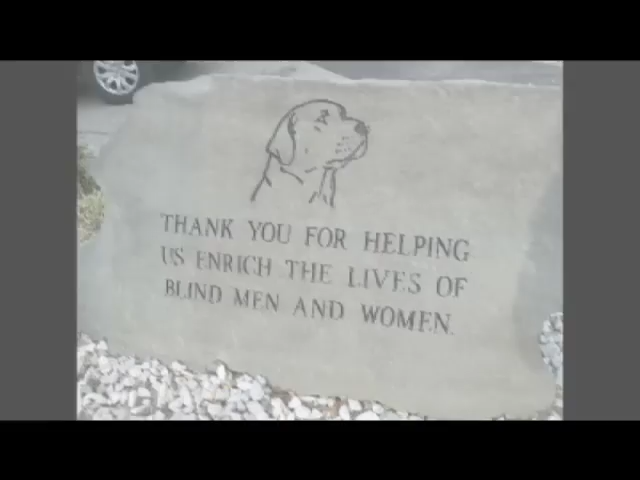 THANK YOU FOR HELPING
US ENRICH THE LIVES OF
BLIND MEN AND WOMEN.